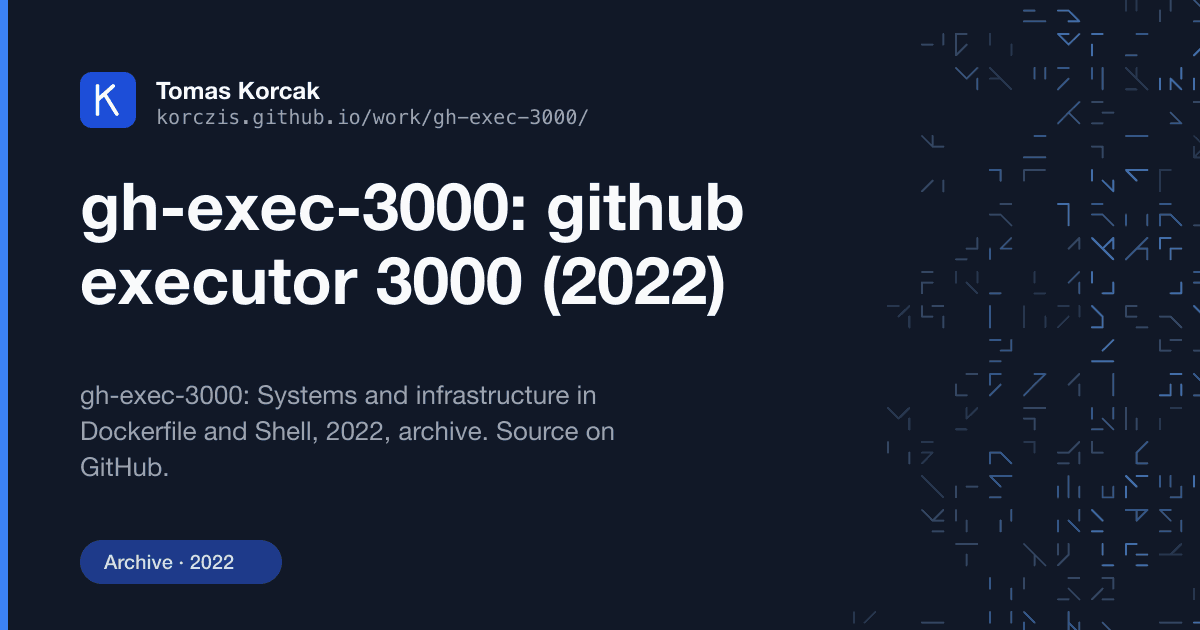 K
Tomas Korcak
korczis.github.io/work/gh-exec-3000/
gh-exec-3000: github
executor 3000 (2022)
gh-exec-3000: Systems and infrastructure in
Dockerfile and Shell, 2022, archive. Source on
GitHub.
Archive · 2022